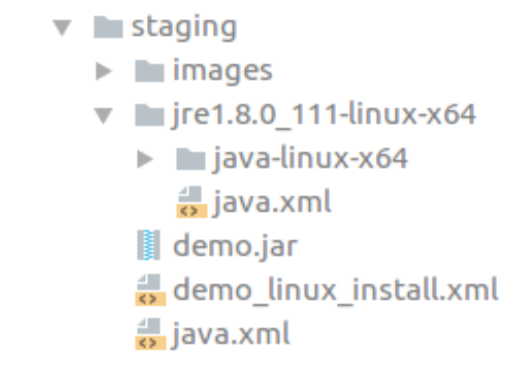 staging
images
jre1.8.0_111-linux-x64
java-linux-x64
java.xml
demo.jar
demo_linux_install.xml
java.xml